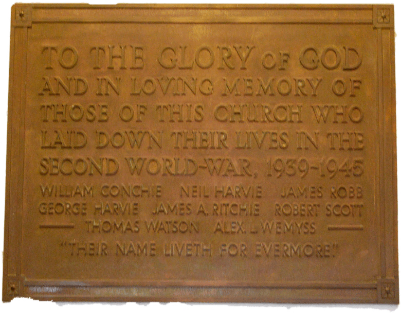 TO THE GLORY OF GOD
AND IN LOVING MEMORY OF
THOSE OF THIS CHURCH WHO
LAID DOWN THEIR LIVES IN THE
SECOND WORLD-WAR, 1939-1945
WILLIAM CONCHIE NEIL HARVIE JAMES ROBB
GEORGE HARVIE JAMES A. RITCHIE ROBERT SCOTT
THOMAS WATSON ALEX. J. WEMYSS
"THEIR NAME LIVETH FOR EVERMORE"